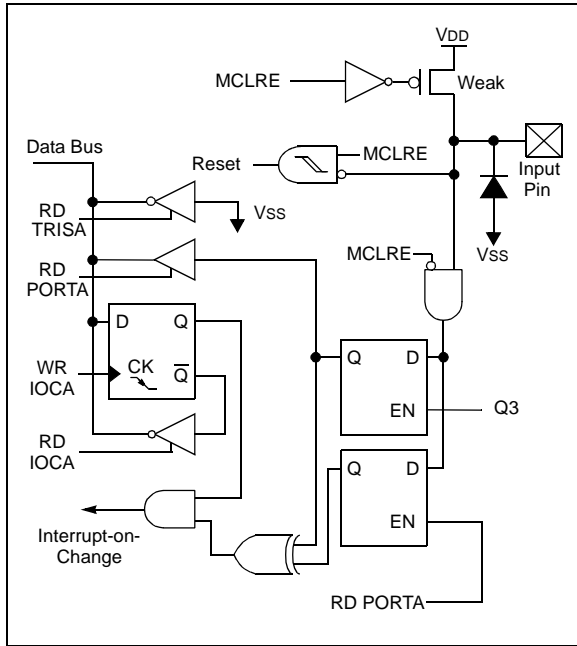 VDD
MCLRE
Weak
Data Bus
Reset
MCLRE
Input
Pin
RD
TRISA
VSS
VSS
RD
PORTA
MCLRE
D
Q
Q
D
WR
IOCA
CK
Q
EN
Q3
RD
IOCA
Q
D
EN
Interrupt-on-
Change
RD PORTA